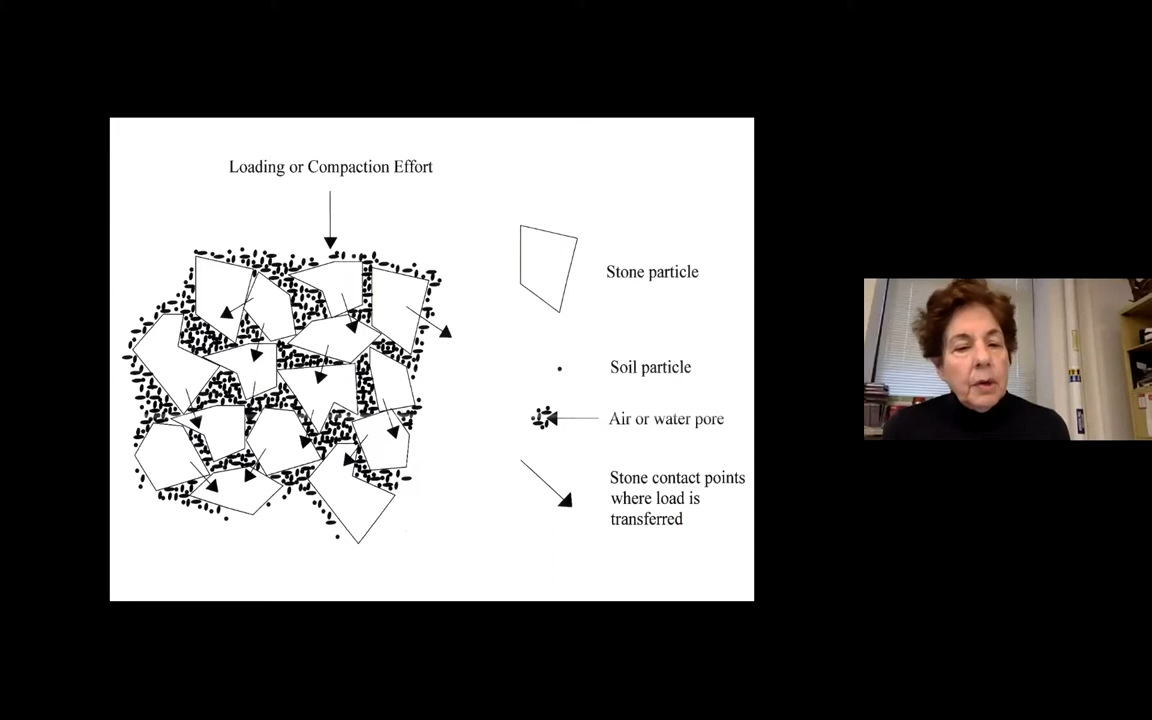 Loading or Compaction Effort
Stone particle
Soil particle
Air or water pore
Stone contact points
where load is
transferred